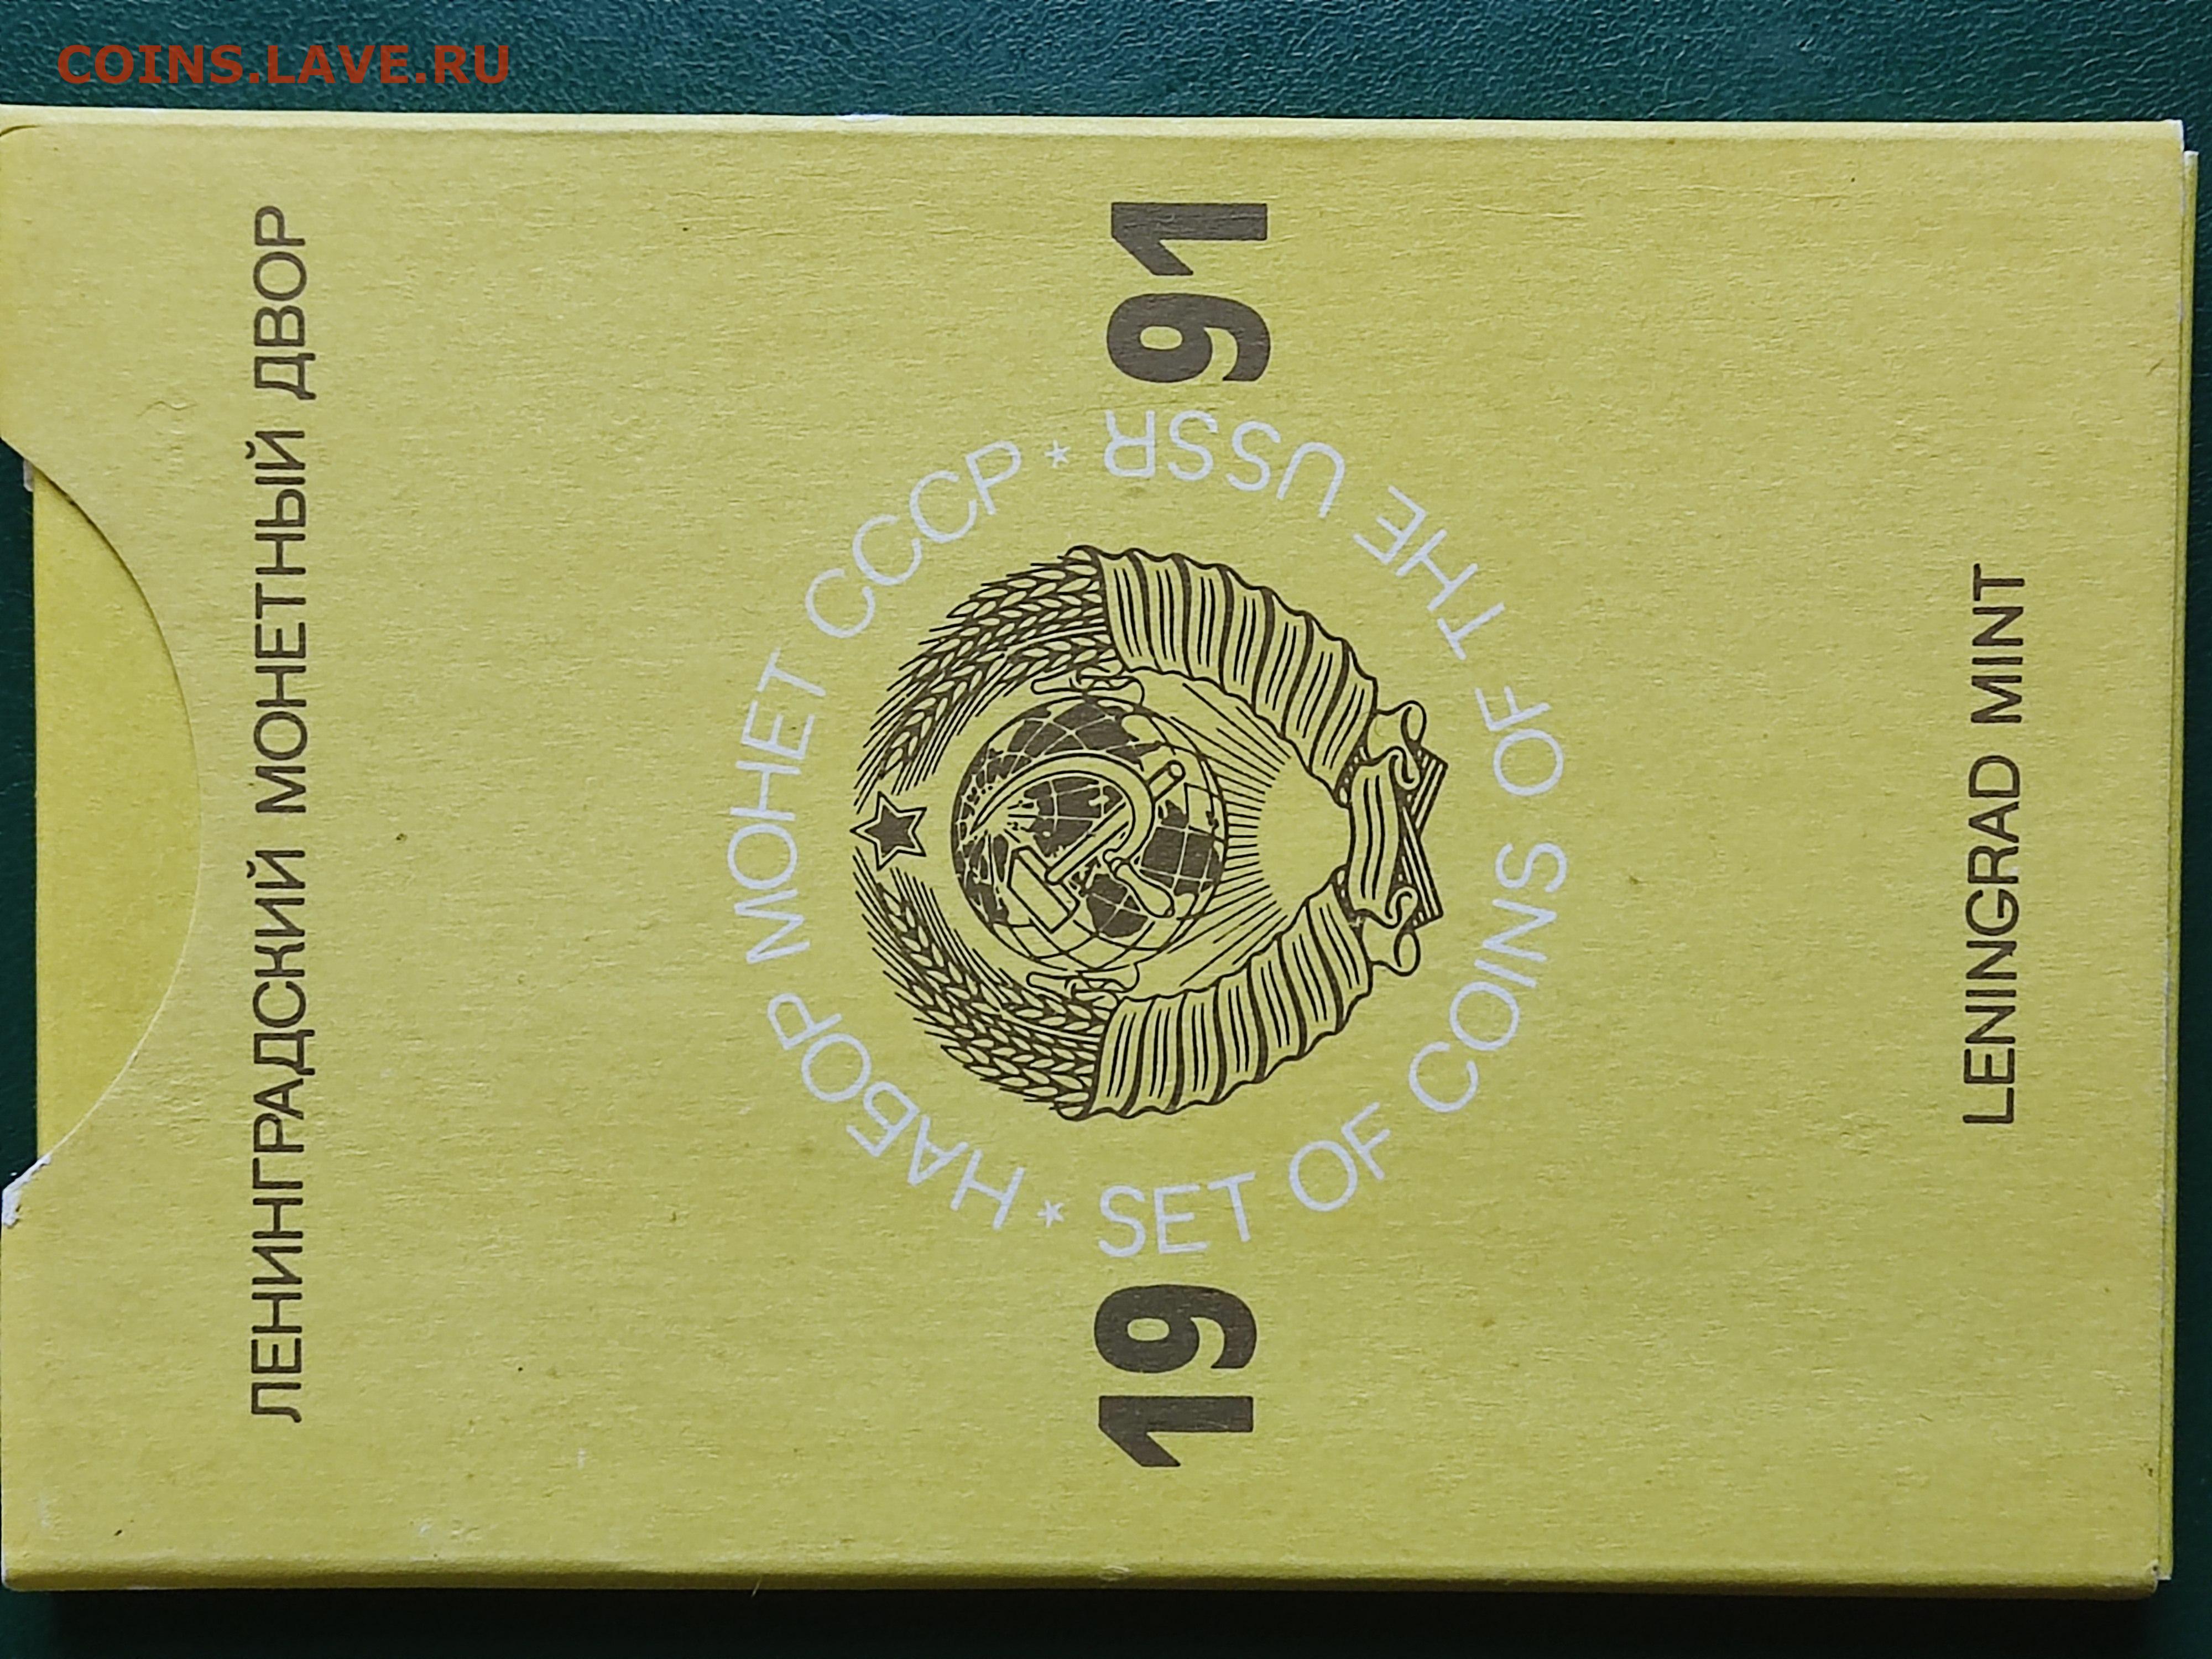 COINS.LAVE.RU
ЛЕНИНГРАДСКИЙ МОНЕТНЫЙ ДВОР
* НАБОР МОНЕТ СССР *
19 91
SET OF COINS OF THE USSR
LENINGRAD MINT